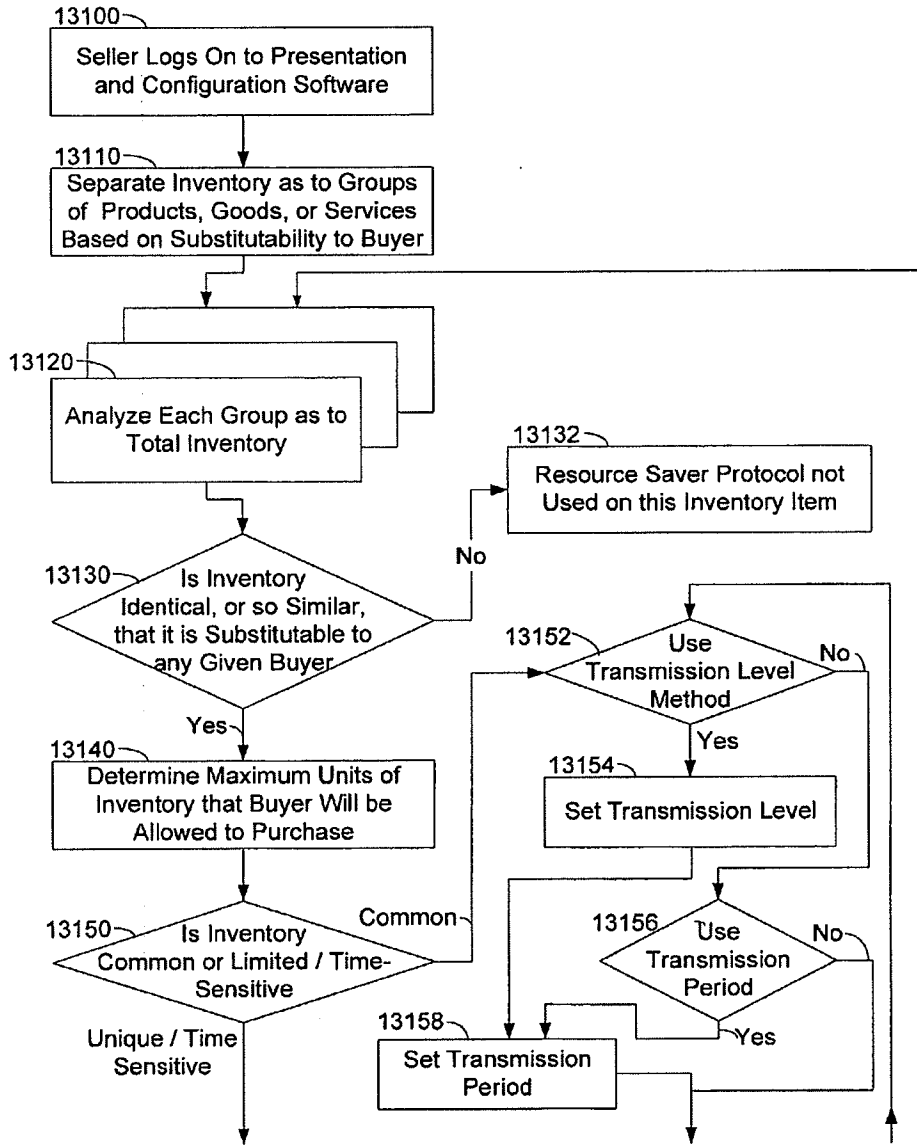 13100
Seller Logs On to Presentation
and Configuration Software
13110
Separate Inventory as to Groups
of Products, Goods, or Services
Based on Substitutability to Buyer
13120
Analyze Each Group as to
Total Inventory
13132
Resource Saver Protocol not
Used on this Inventory Item
No
13130
Is Inventory
Identical, or so Similar,
that it is Substitutable to
any Given Buyer
Yes
13152
Use
Transmission Level
Method
No
Yes
13140
Determine Maximum Units of
Inventory that Buyer Will be
Allowed to Purchase
13154
Set Transmission Level
Common
13150
Is Inventory
Common or Limited / Time-
Sensitive
13156
Use
Transmission
Period
No
Yes
Unique / Time
Sensitive
13158
Set Transmission
Period